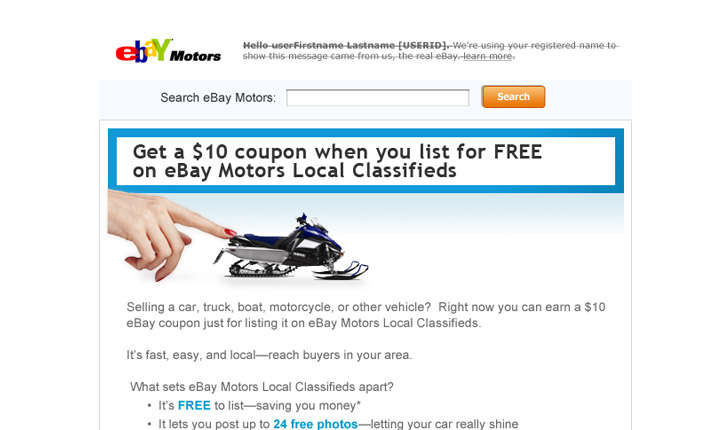 ebaY Motors
Hello userFirstname Lastname [USERID]. We're using your registered name to
show this message came from us, the real eBay. learn more.
Search eBay Motors:
Search
Get a $10 coupon when you list for FREE
on eBay Motors Local Classifieds
Selling a car, truck, boat, motorcycle, or other vehicle? Right now you can earn a $10
eBay coupon just for listing it on eBay Motors Local Classifieds.
It's fast, easy, and local—reach buyers in your area.
What sets eBay Motors Local Classifieds apart?
• It's FREE to list—saving you money*
• It lets you post up to 24 free photos—letting your car really shine